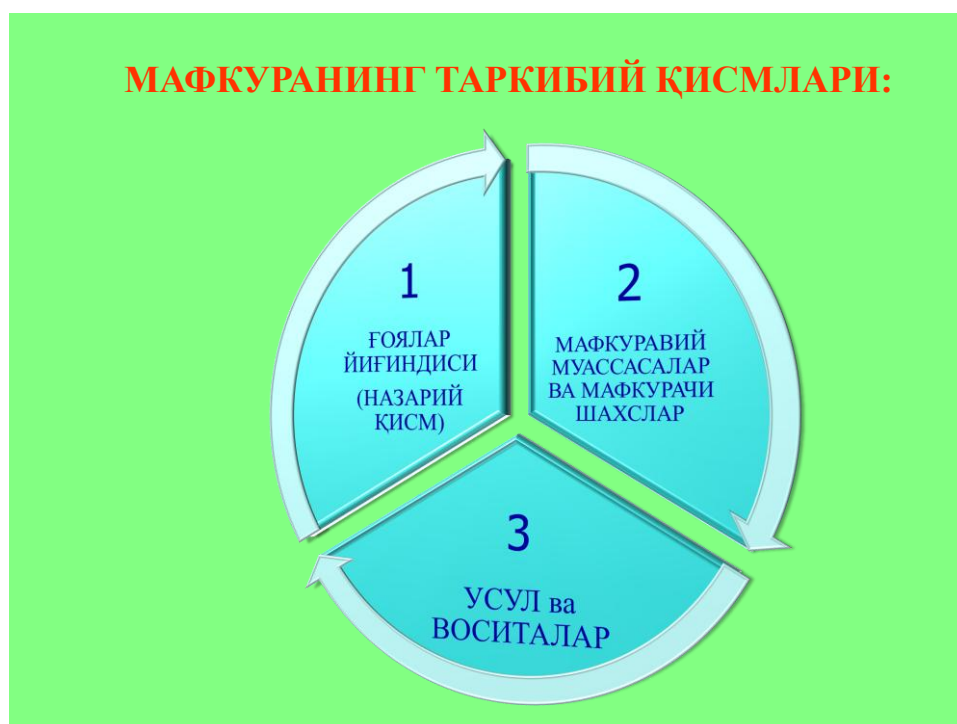 МАФКУРАНИНГ ТАРКИБИЙ ҚИСМЛАРИ:
1
ҒОЯЛАР
ЙИҒИНДИСИ
(НАЗАРИЙ
ҚИСМ)
2
МАФКУРАВИЙ
МУАССАСАЛАР
ВА МАФКУРАЧИ
ШАХСЛАР
3
УСУЛ ва
ВОСИТАЛАР